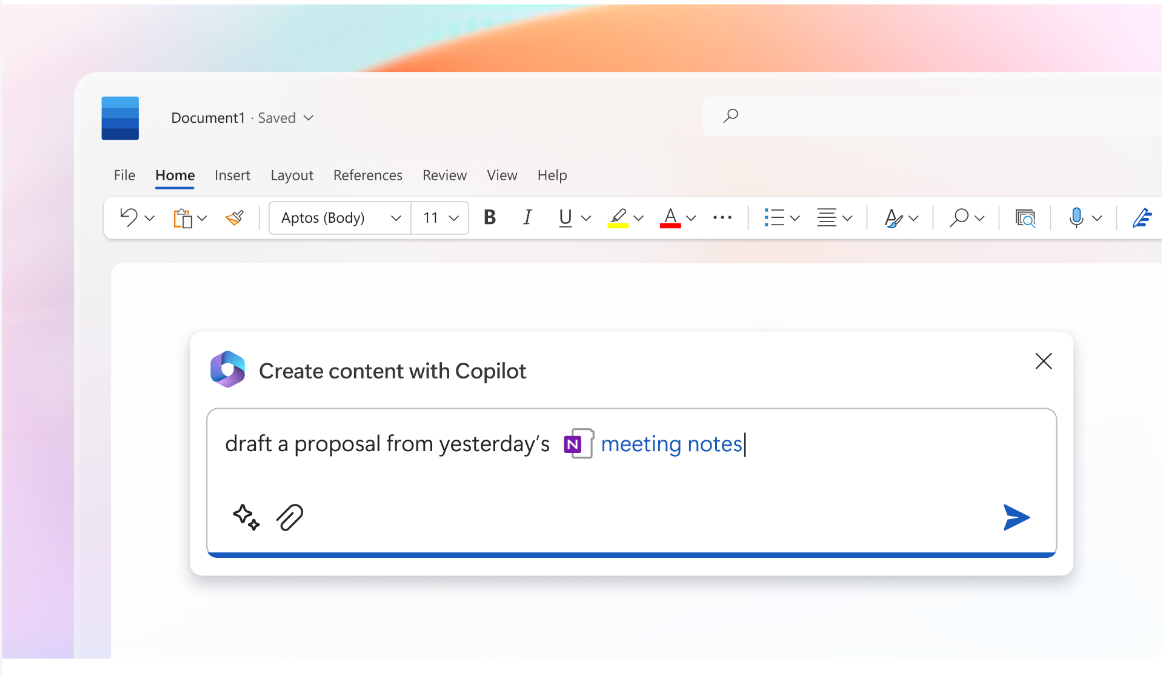 Document1 · Saved
File Home Insert Layout References Review View Help
Aptos (Body) 11 B I U A A
Create content with Copilot
draft a proposal from yesterday’s N meeting notes